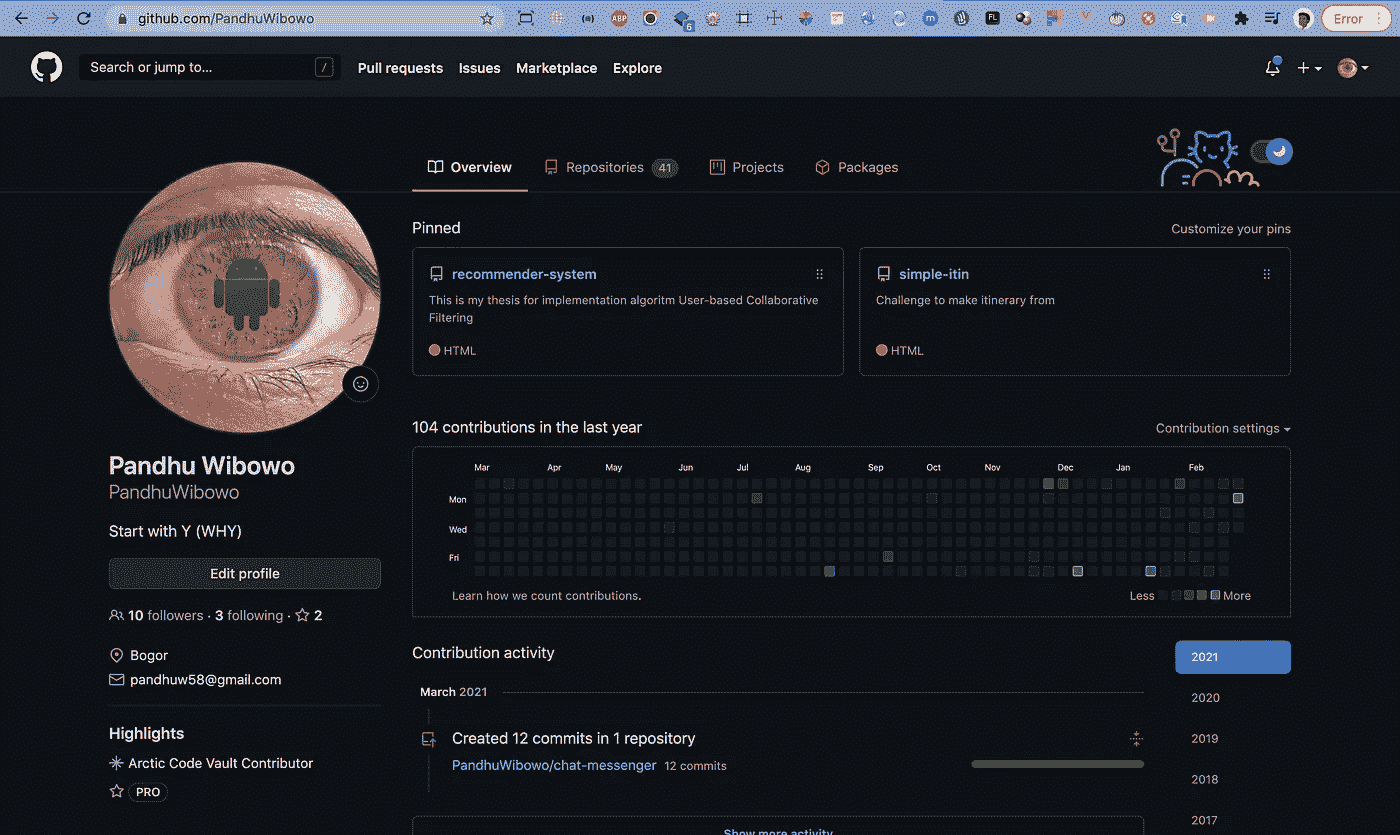 github.com/PandhuWibowo
ABP
6
m
FL
Error
Search or jump to...
/
Pull requests
Issues
Marketplace
Explore
Overview
Repositories 41
Projects
Packages
Pinned
Customize your pins
recommender-system
This is my thesis for implementation algoritm User-based Collaborative
Filtering
HTML
simple-itin
Challenge to make itinerary from
HTML
Pandhu Wibowo
PandhuWibowo
Start with Y (WHY)
Edit profile
10 followers · 3 following · 2
Bogor
pandhuw58@gmail.com
Highlights
Arctic Code Vault Contributor
PRO
104 contributions in the last year
Contribution settings
Mar Apr May Jun Jul Aug Sep Oct Nov Dec Jan Feb
Mon
Wed
Fri
Learn how we count contributions.
Less More
Contribution activity
March 2021
Created 12 commits in 1 repository
PandhuWibowo/chat-messenger 12 commits
Show more activity
2021
2020
2019
2018
2017